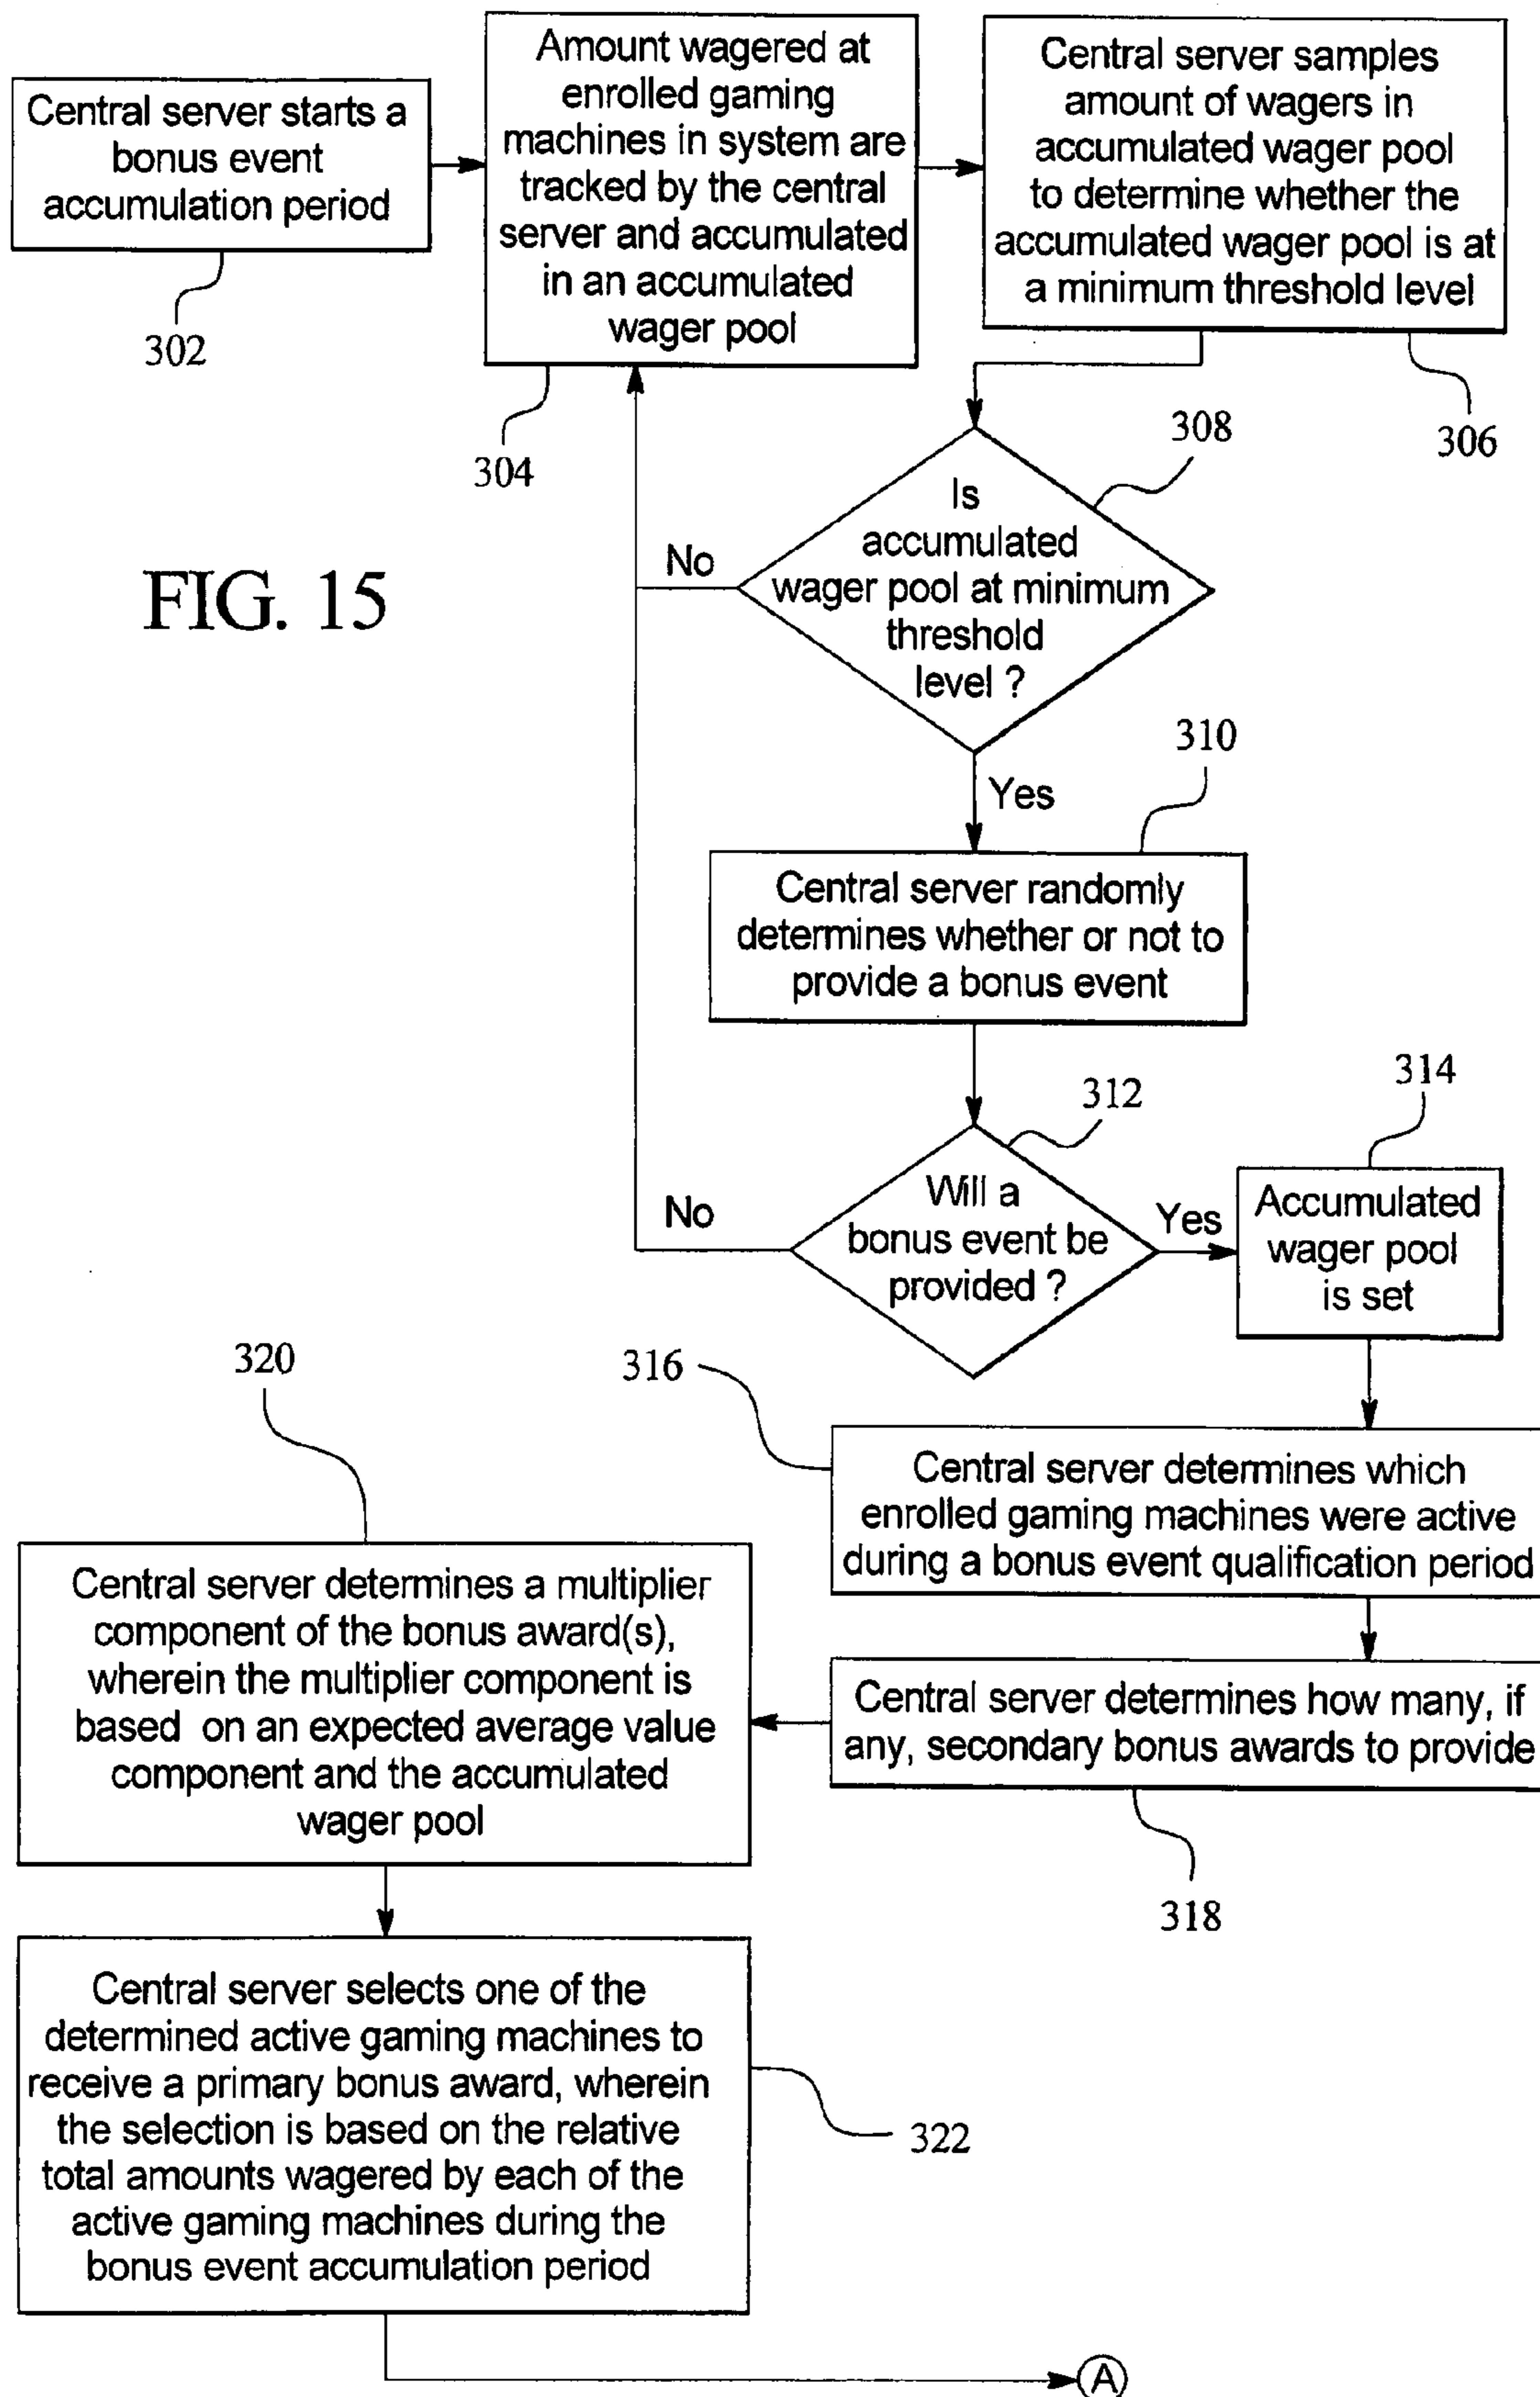 Central server starts a
bonus event
accumulation period
302
Amount wagered at
enrolled gaming
machines in system are
tracked by the central
server and accumulated
in an accumulated
wager pool
304
Central server samples
amount of wagers in
accumulated wager pool
to determine whether the
accumulated wager pool is at
a minimum threshold level
306
FIG. 15
308
Is
accumulated
wager pool at minimum
threshold
level ?
No
Yes
310
Central server randomly
determines whether or not to
provide a bonus event
312
Will a
bonus event be
provided ?
No
Yes
314
Accumulated
wager pool
is set
316
Central server determines which
enrolled gaming machines were active
during a bonus event qualification period
Central server determines how many, if
any, secondary bonus awards to provide
318
320
Central server determines a multiplier
component of the bonus award(s),
wherein the multiplier component is
based on an expected average value
component and the accumulated
wager pool
Central server selects one of the
determined active gaming machines to
receive a primary bonus award, wherein
the selection is based on the relative
total amounts wagered by each of the
active gaming machines during the
bonus event accumulation period
322
A